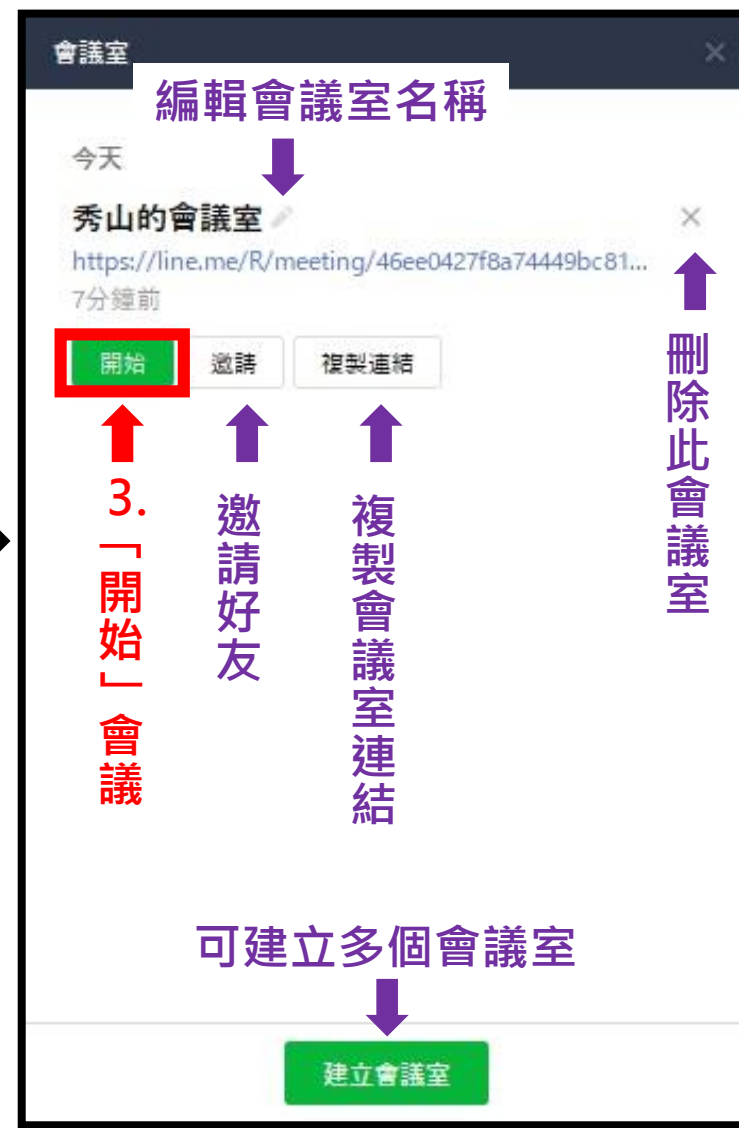 會議室
編輯會議室名稱
今天
秀山的會議室
https://line.me/R/meeting/46ee0427f8a74449bc81...
7分鐘前
開始
邀請
複製連結
刪除此會議室
3.「開始」會議
邀請好友
複製會議室連結
可建立多個會議室
建立會議室